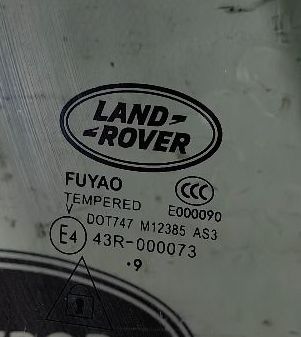 LAND-
-ROVER
FUYAO
CCC
TEMPERED E000090
V DOT747 M12385 AS3
E4 43R-000073
.9